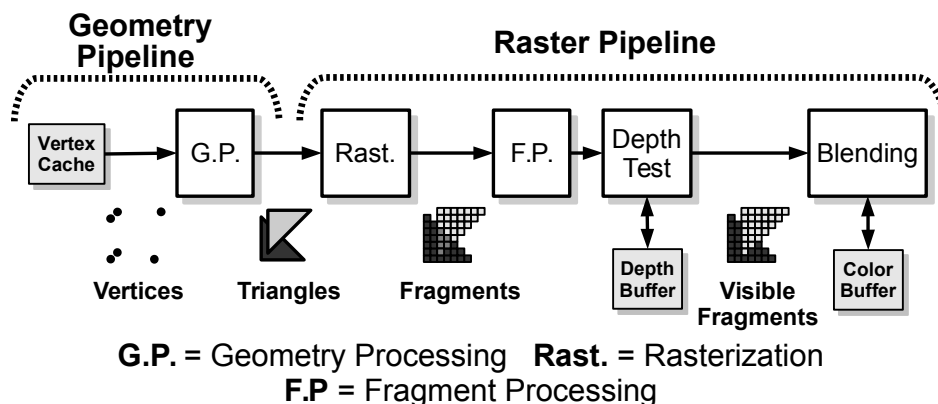 Geometry
Pipeline
Raster Pipeline
Vertex
Cache
G.P.
Rast.
F.P.
Depth
Test
Blending
Vertices
Triangles
Fragments
Depth
Buffer
Visible
Fragments
Color
Buffer
G.P. = Geometry Processing Rast. = Rasterization
F.P = Fragment Processing